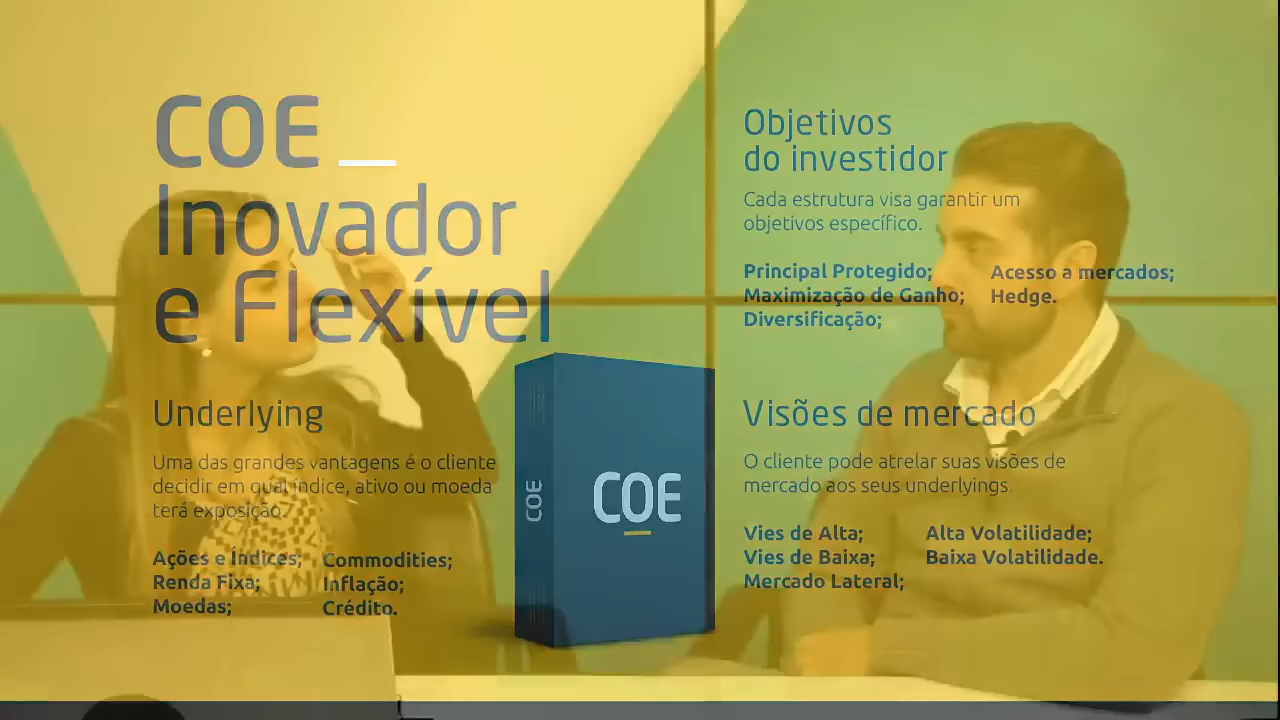 COE _
Inovador
e Flexível
Underlying
Uma das grandes vantagens é o cliente
decidir em qual índice, ativo ou moeda
terá exposição.
Ações e Índices;
Renda Fixa;
Moedas;
Commodities;
Inflação;
Crédito.
COE
COE
Objetivos
do investidor
Cada estrutura visa garantir um
objetivos específico.
Principal Protegido;
Maximização de Ganho;
Diversificação;
Acesso a mercados;
Hedge.
Visões de mercado
O cliente pode atrelar suas visões de
mercado aos seus underlyings.
Vies de Alta;
Vies de Baixa;
Mercado Lateral;
Alta Volatilidade;
Baixa Volatilidade.